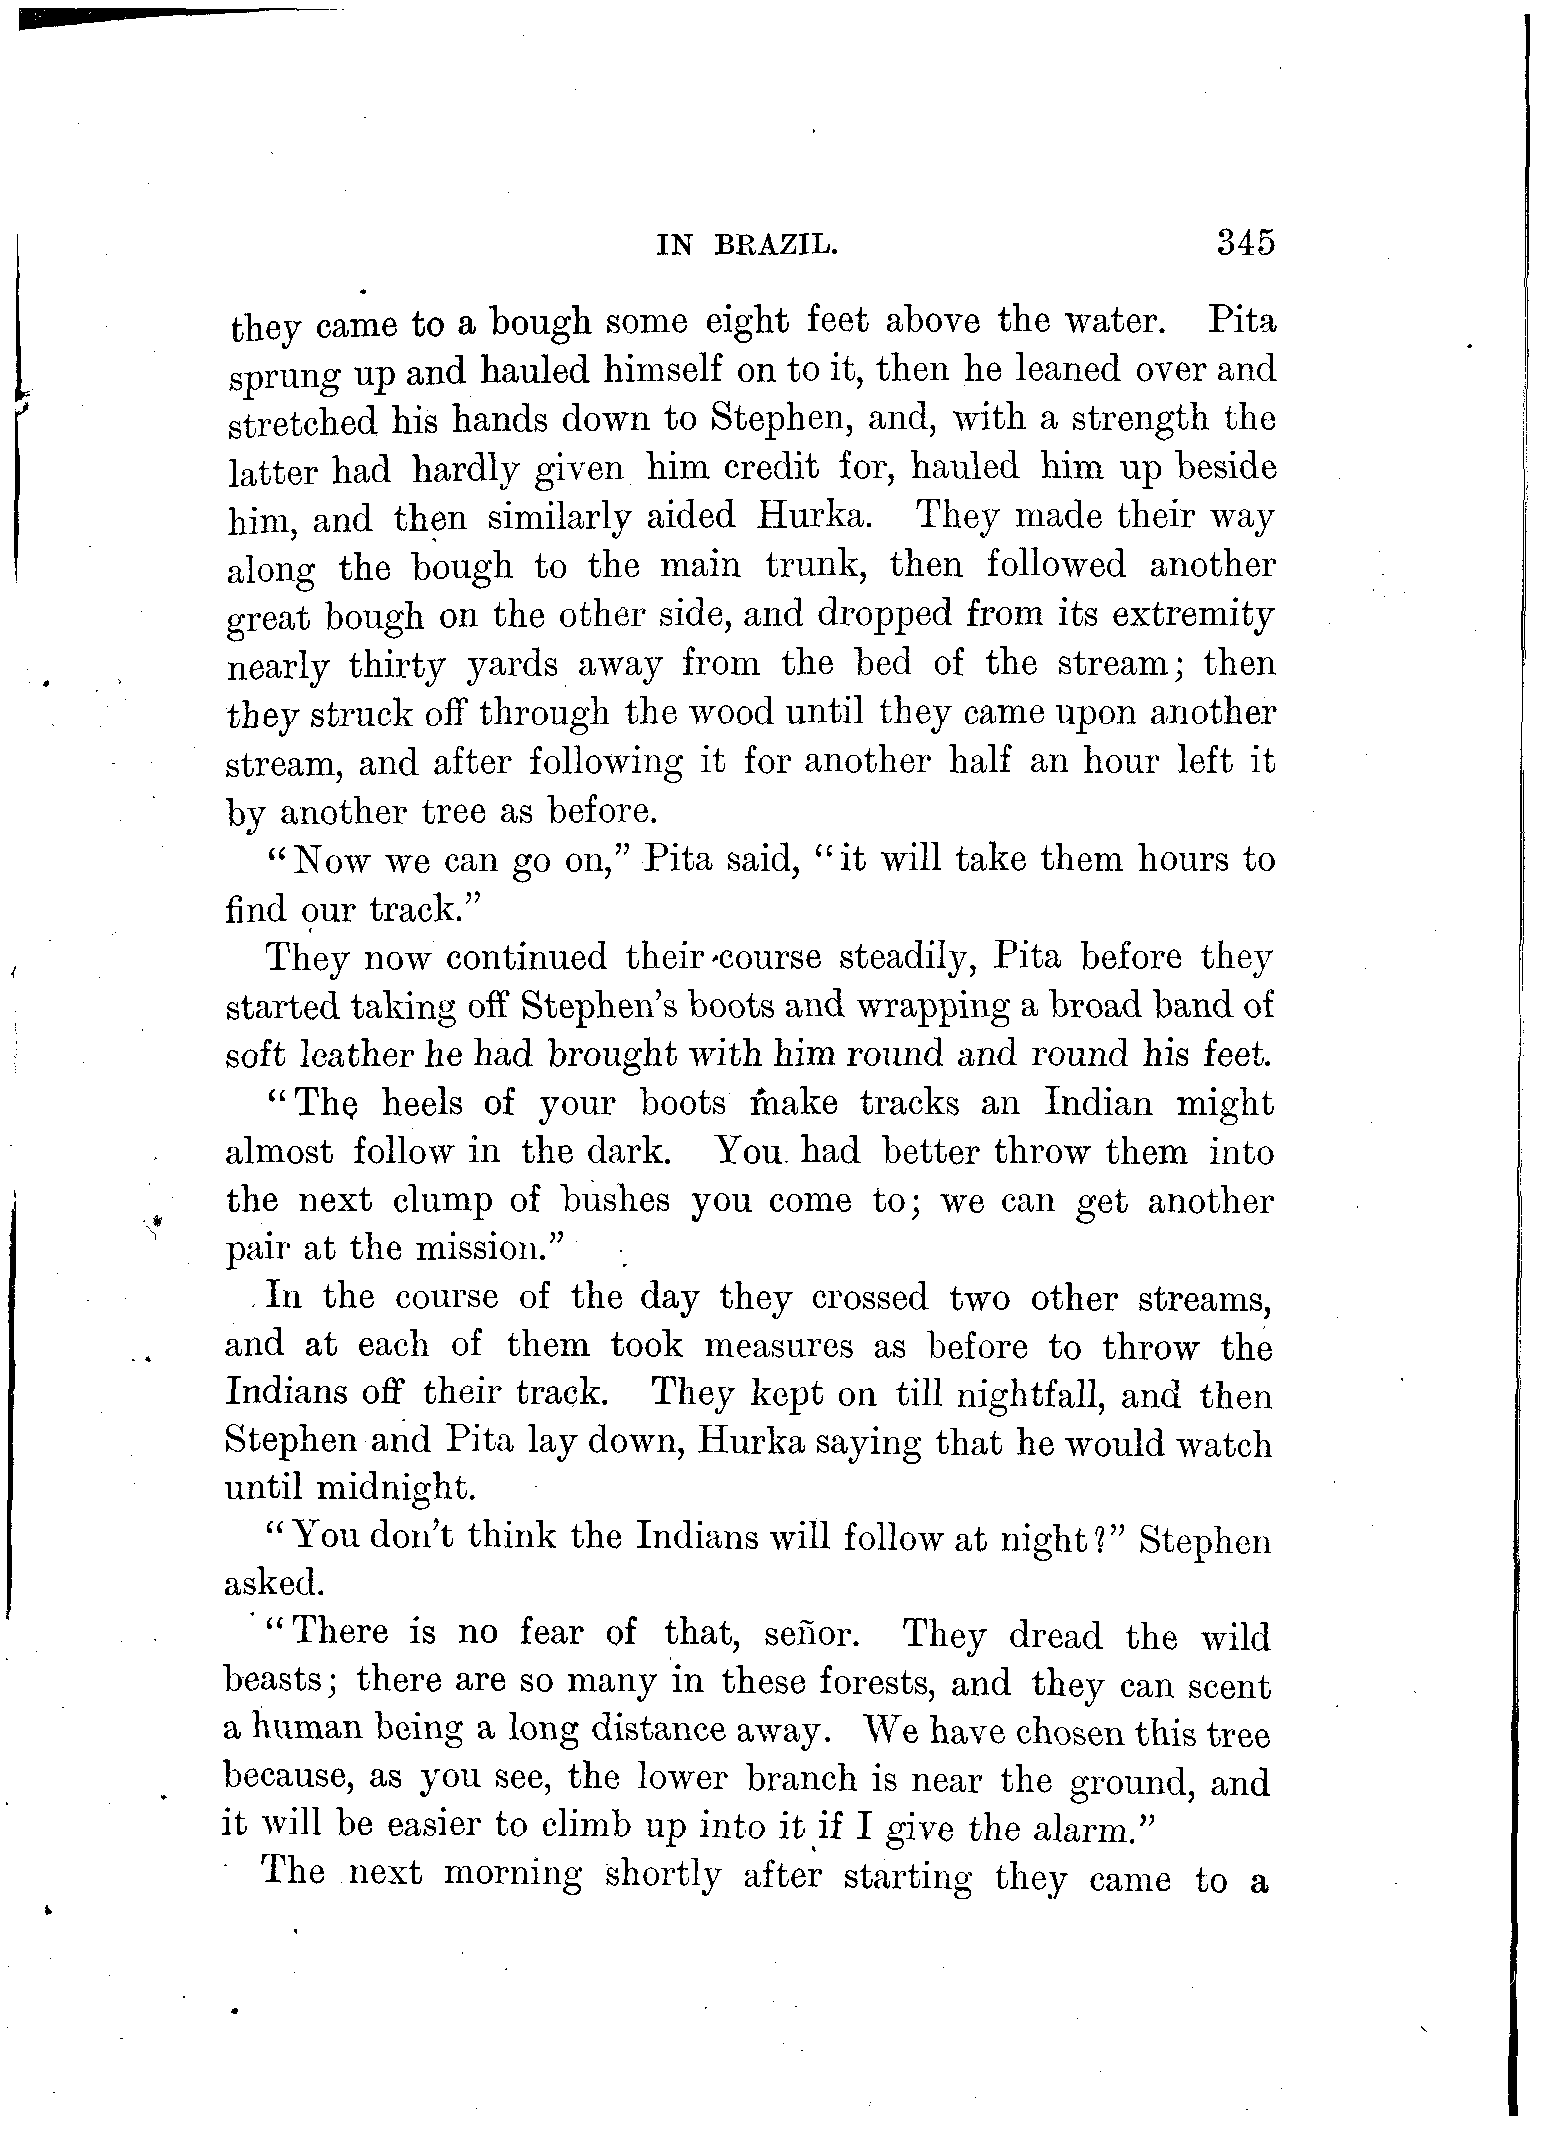 IN BRAZIL. 345
they came to a bough some eight feet above the water. Pita
sprung up and hauled himself on to it, then he leaned over and
stretched his hands down to Stephen, and, with a strength the
latter had hardly given him credit for, hauled him up beside
him, and then similarly aided Hurka. They made their way
along the bough to the main trunk, then followed another
great bough on the other side, and dropped from its extremity
nearly thirty yards away from the bed of the stream; then
they struck off through the wood until they came upon another
stream, and after following it for another half an hour left it
by another tree as before.
“Now we can go on,” Pita said, “it will take them hours to
find our track.”
They now continued their course steadily, Pita before they
started taking off Stephen's boots and wrapping a broad band of
soft leather he had brought with him round and round his feet.
“The heels of your boots make tracks an Indian might
almost follow in the dark. You had better throw them into
the next clump of bushes you come to; we can get another
pair at the mission.”
In the course of the day they crossed two other streams,
and at each of them took measures as before to throw the
Indians off their track. They kept on till nightfall, and then
Stephen and Pita lay down, Hurka saying that he would watch
until midnight.
“You don't think the Indians will follow at night?” Stephen
asked.
“There is no fear of that, señor. They dread the wild
beasts; there are so many in these forests, and they can scent
a human being a long distance away. We have chosen this tree
because, as you see, the lower branch is near the ground, and
it will be easier to climb up into it if I give the alarm.”
The next morning shortly after starting they came to a